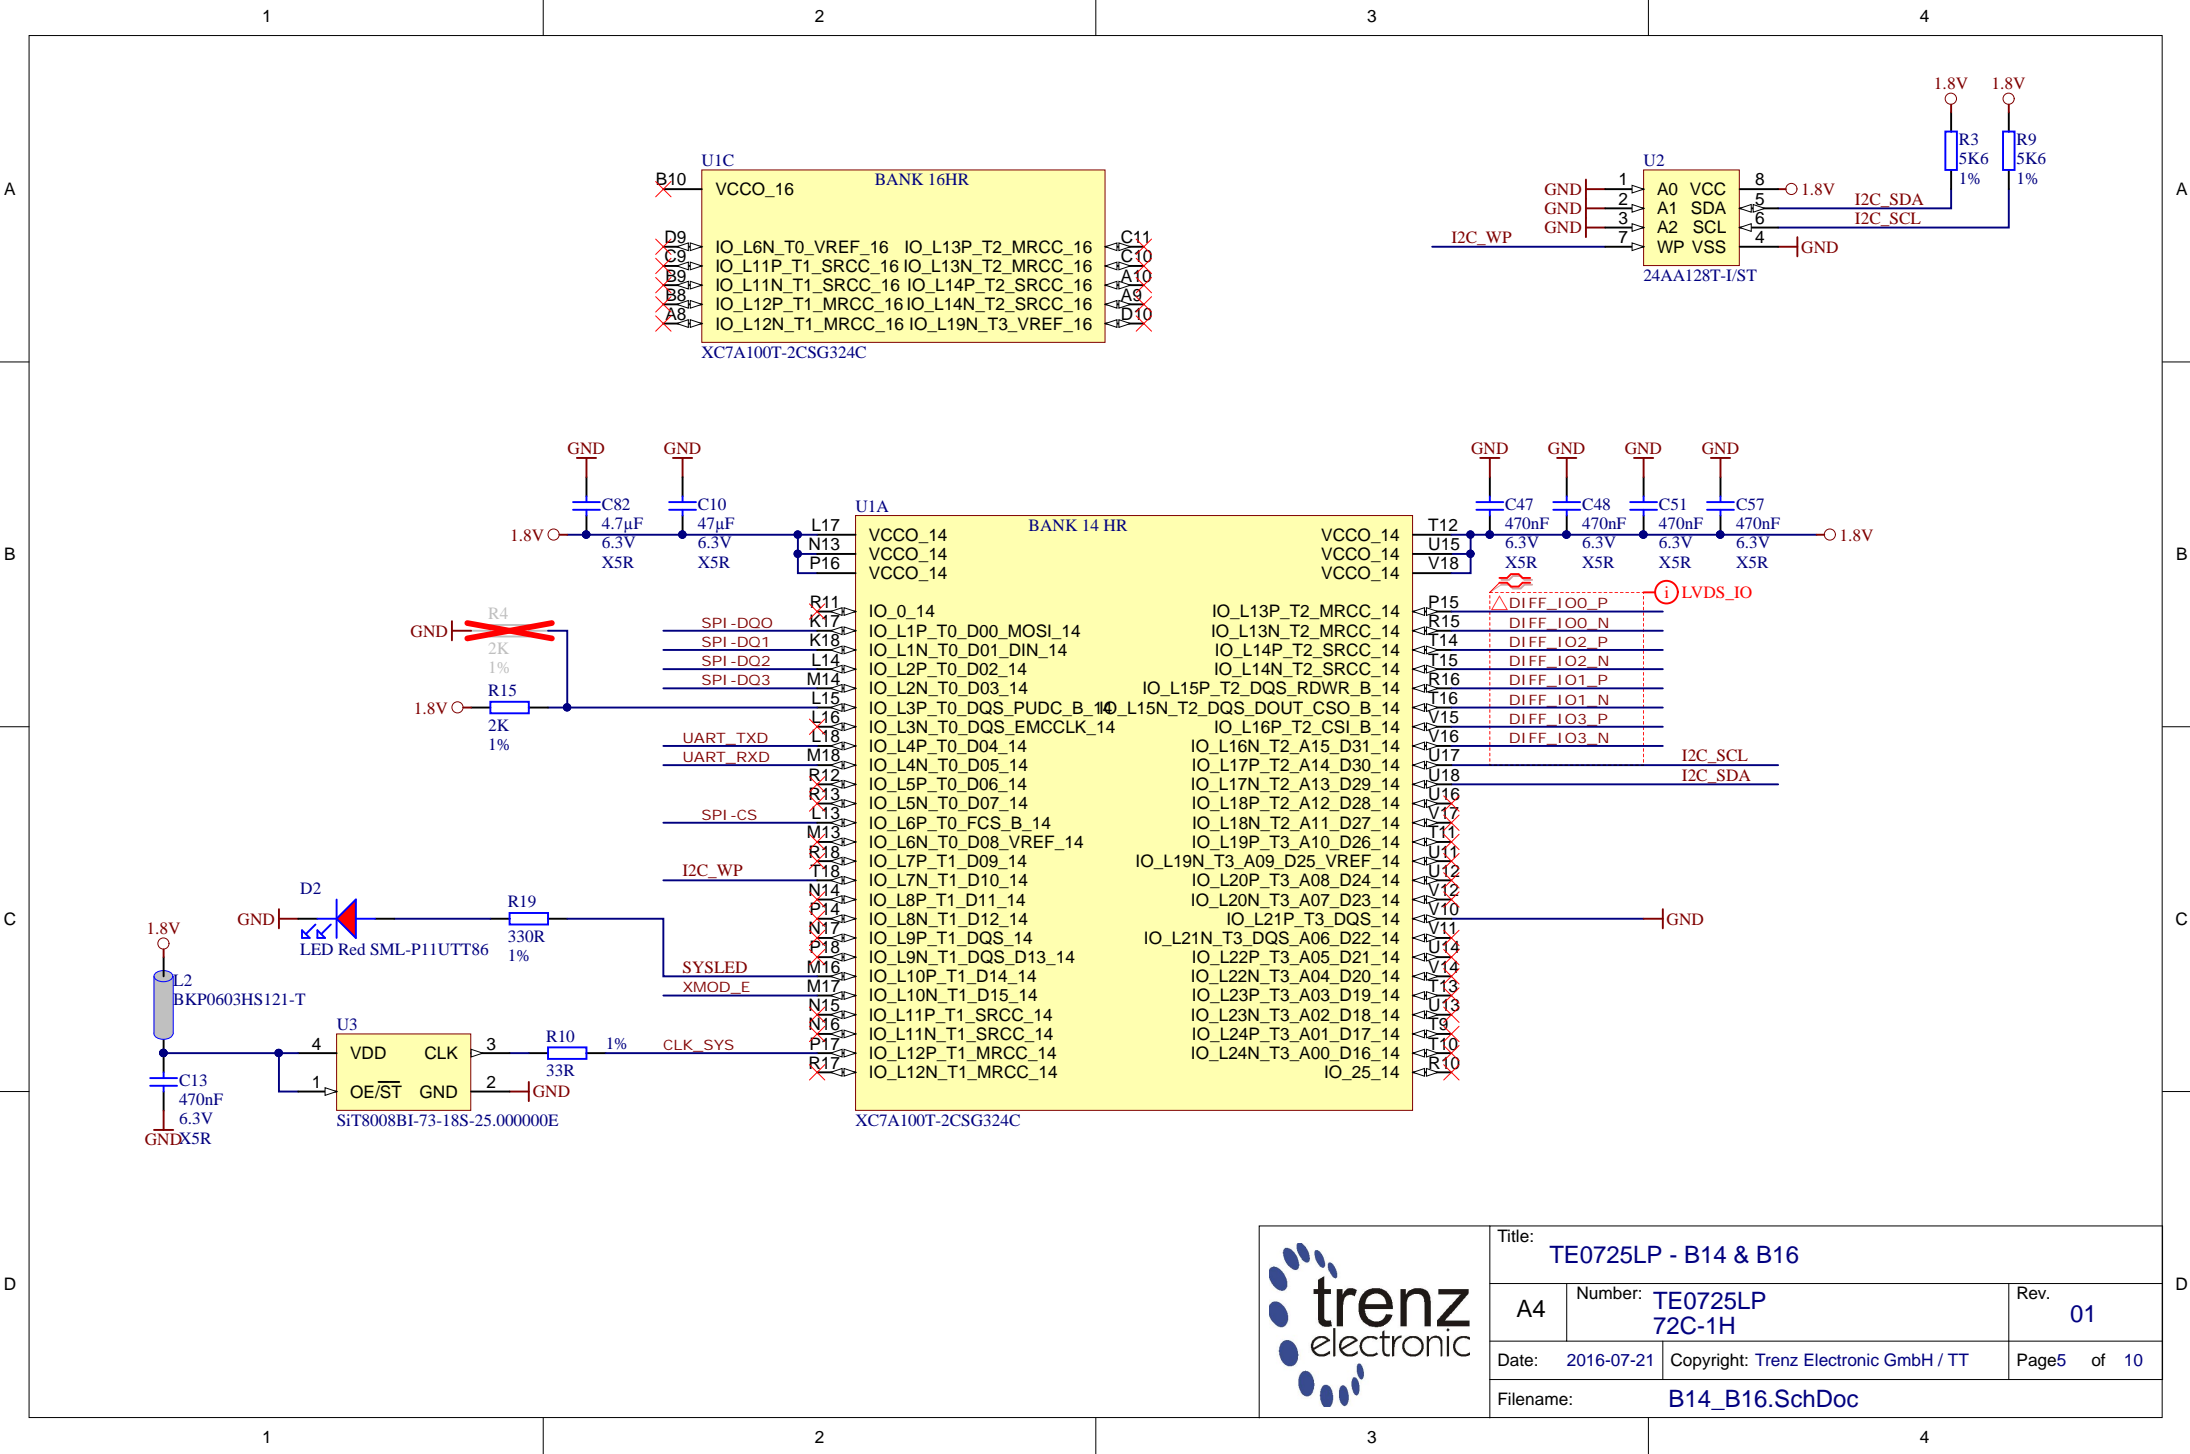 1 2 3 4
A A
B B
C C
D D
1 2 3 4
U1C
BANK 16HR
B10 VCCO_16
D9 IO_L6N_T0_VREF_16 IO_L13P_T2_MRCC_16 C11
C9 IO_L11P_T1_SRCC_16 IO_L13N_T2_MRCC_16 C10
B9 IO_L11N_T1_SRCC_16 IO_L14P_T2_SRCC_16 A10
B8 IO_L12P_T1_MRCC_16 IO_L14N_T2_SRCC_16 A9
A8 IO_L12N_T1_MRCC_16 IO_L19N_T3_VREF_16 D10
XC7A100T-2CSG324C
1.8V 1.8V
R3 R9
5K6 5K6
1% 1%
U2
GND 1 A0 VCC 8 1.8V
GND 2 A1 SDA 5 I2C_SDA
GND 3 A2 SCL 6 I2C_SCL
I2C_WP 7 WP VSS 4 GND
24AA128T-I/ST
GND GND
C82 C10
4.7µF 47µF
1.8V 6.3V 6.3V
X5R X5R
GND GND GND GND
C47 C48 C51 C57
470nF 470nF 470nF 470nF
6.3V 6.3V 6.3V 6.3V 1.8V
X5R X5R X5R X5R
U1A
BANK 14 HR
L17 VCCO_14 VCCO_14 T12
N13 VCCO_14 VCCO_14 U15
P16 VCCO_14 VCCO_14 V18
LVDS_IO
R11 IO_0_14 IO_L13P_T2_MRCC_14 P15 DIFF_IO0_P
SPI-DQ0 K17 IO_L1P_T0_D00_MOSI_14 IO_L13N_T2_MRCC_14 R15 DIFF_IO0_N
SPI-DQ1 K18 IO_L1N_T0_D01_DIN_14 IO_L14P_T2_SRCC_14 T14 DIFF_IO2_P
SPI-DQ2 L14 IO_L2P_T0_D02_14 IO_L14N_T2_SRCC_14 T15 DIFF_IO2_N
SPI-DQ3 M14 IO_L2N_T0_D03_14 IO_L15P_T2_DQS_RDWR_B_14 R16 DIFF_IO1_P
L15 IO_L3P_T0_DQS_PUDC_B_14 IO_L15N_T2_DQS_DOUT_CSO_B_14 T16 DIFF_IO1_N
L16 IO_L3N_T0_DQS_EMCCLK_14 IO_L16P_T2_CSI_B_14 V15 DIFF_IO3_P
UART_TXD L18 IO_L4P_T0_D04_14 IO_L16N_T2_A15_D31_14 V16 DIFF_IO3_N
UART_RXD M18 IO_L4N_T0_D05_14 IO_L17P_T2_A14_D30_14 U17 I2C_SCL
R12 IO_L5P_T0_D06_14 IO_L17N_T2_A13_D29_14 U18 I2C_SDA
R13 IO_L5N_T0_D07_14 IO_L18P_T2_A12_D28_14 U16
SPI-CS L13 IO_L6P_T0_FCS_B_14 IO_L18N_T2_A11_D27_14 V17
M13 IO_L6N_T0_D08_VREF_14 IO_L19P_T3_A10_D26_14 T11
R18 IO_L7P_T1_D09_14 IO_L19N_T3_A09_D25_VREF_14 U11
I2C_WP T18 IO_L7N_T1_D10_14 IO_L20P_T3_A08_D24_14 U12
N14 IO_L8P_T1_D11_14 IO_L20N_T3_A07_D23_14 V12
P14 IO_L8N_T1_D12_14 IO_L21P_T3_DQS_14 V10 GND
N17 IO_L9P_T1_DQS_14 IO_L21N_T3_DQS_A06_D22_14 V11
P18 IO_L9N_T1_DQS_D13_14 IO_L22P_T3_A05_D21_14 U14
SYSLED M16 IO_L10P_T1_D14_14 IO_L22N_T3_A04_D20_14 V14
XMOD_E M17 IO_L10N_T1_D15_14 IO_L23P_T3_A03_D19_14 T13
N15 IO_L11P_T1_SRCC_14 IO_L23N_T3_A02_D18_14 U13
N16 IO_L11N_T1_SRCC_14 IO_L24P_T3_A01_D17_14 T9
CLK_SYS P17 IO_L12P_T1_MRCC_14 IO_L24N_T3_A00_D16_14 T10
R17 IO_L12N_T1_MRCC_14 IO_25_14 R10
XC7A100T-2CSG324C
R4
GND
2K
1%
R15
1.8V
2K
1%
D2
GND
LED Red SML-P11UTT86
R19
330R
1%
1.8V
L2
BKP0603HS121-T
U3
4 VDD CLK 3
1 OE/ST GND 2 GND
SiT8008BI-73-18S-25.000000E
R10
1%
33R
C13
470nF
6.3V
X5R
GND
trenz
electronic
Title:
TE0725LP - B14 & B16
A4 Number: TE0725LP Rev.
72C-1H 01
Date: 2016-07-21 Copyright: Trenz Electronic GmbH / TT Page5 of 10
Filename: B14_B16.SchDoc